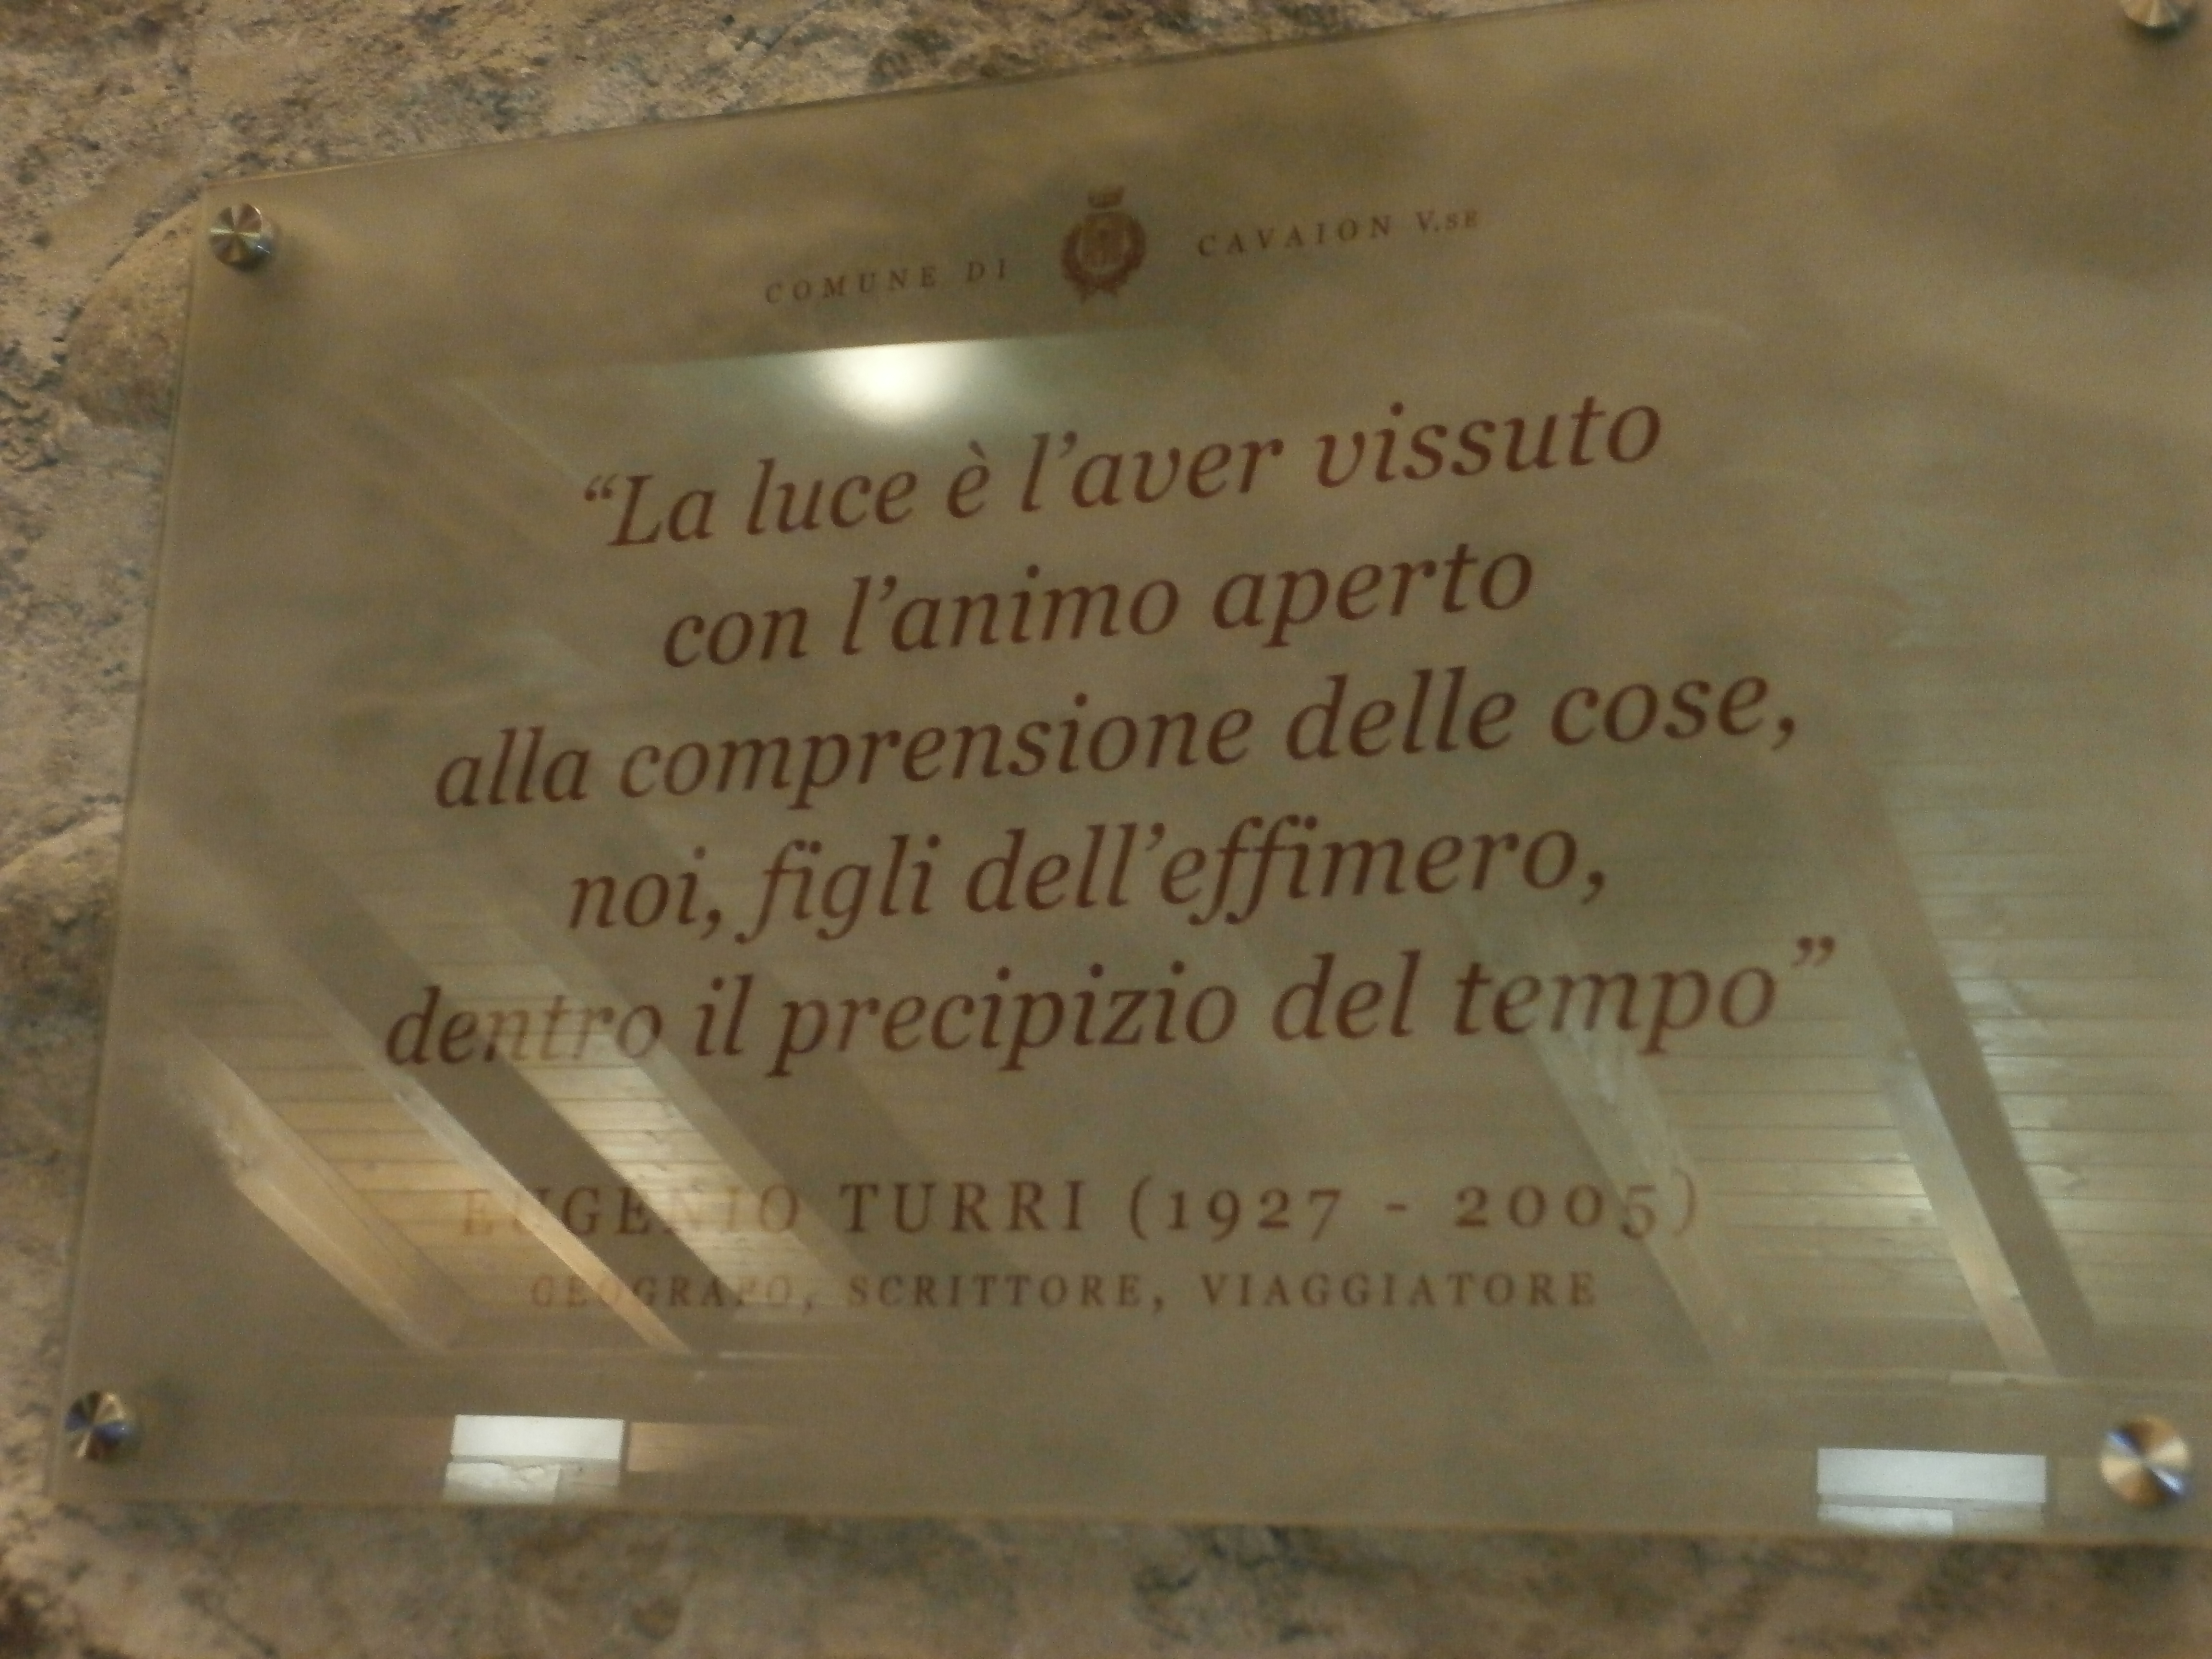 COMUNE DI CAVAION V.SE
“La luce è l’aver vissuto
con l’animo aperto
alla comprensione delle cose,
noi, figli dell’effimero,
dentro il precipizio del tempo”
EUGENIO TURRI (1927 - 2005)
GEOGRAFO, SCRITTORE, VIAGGIATORE